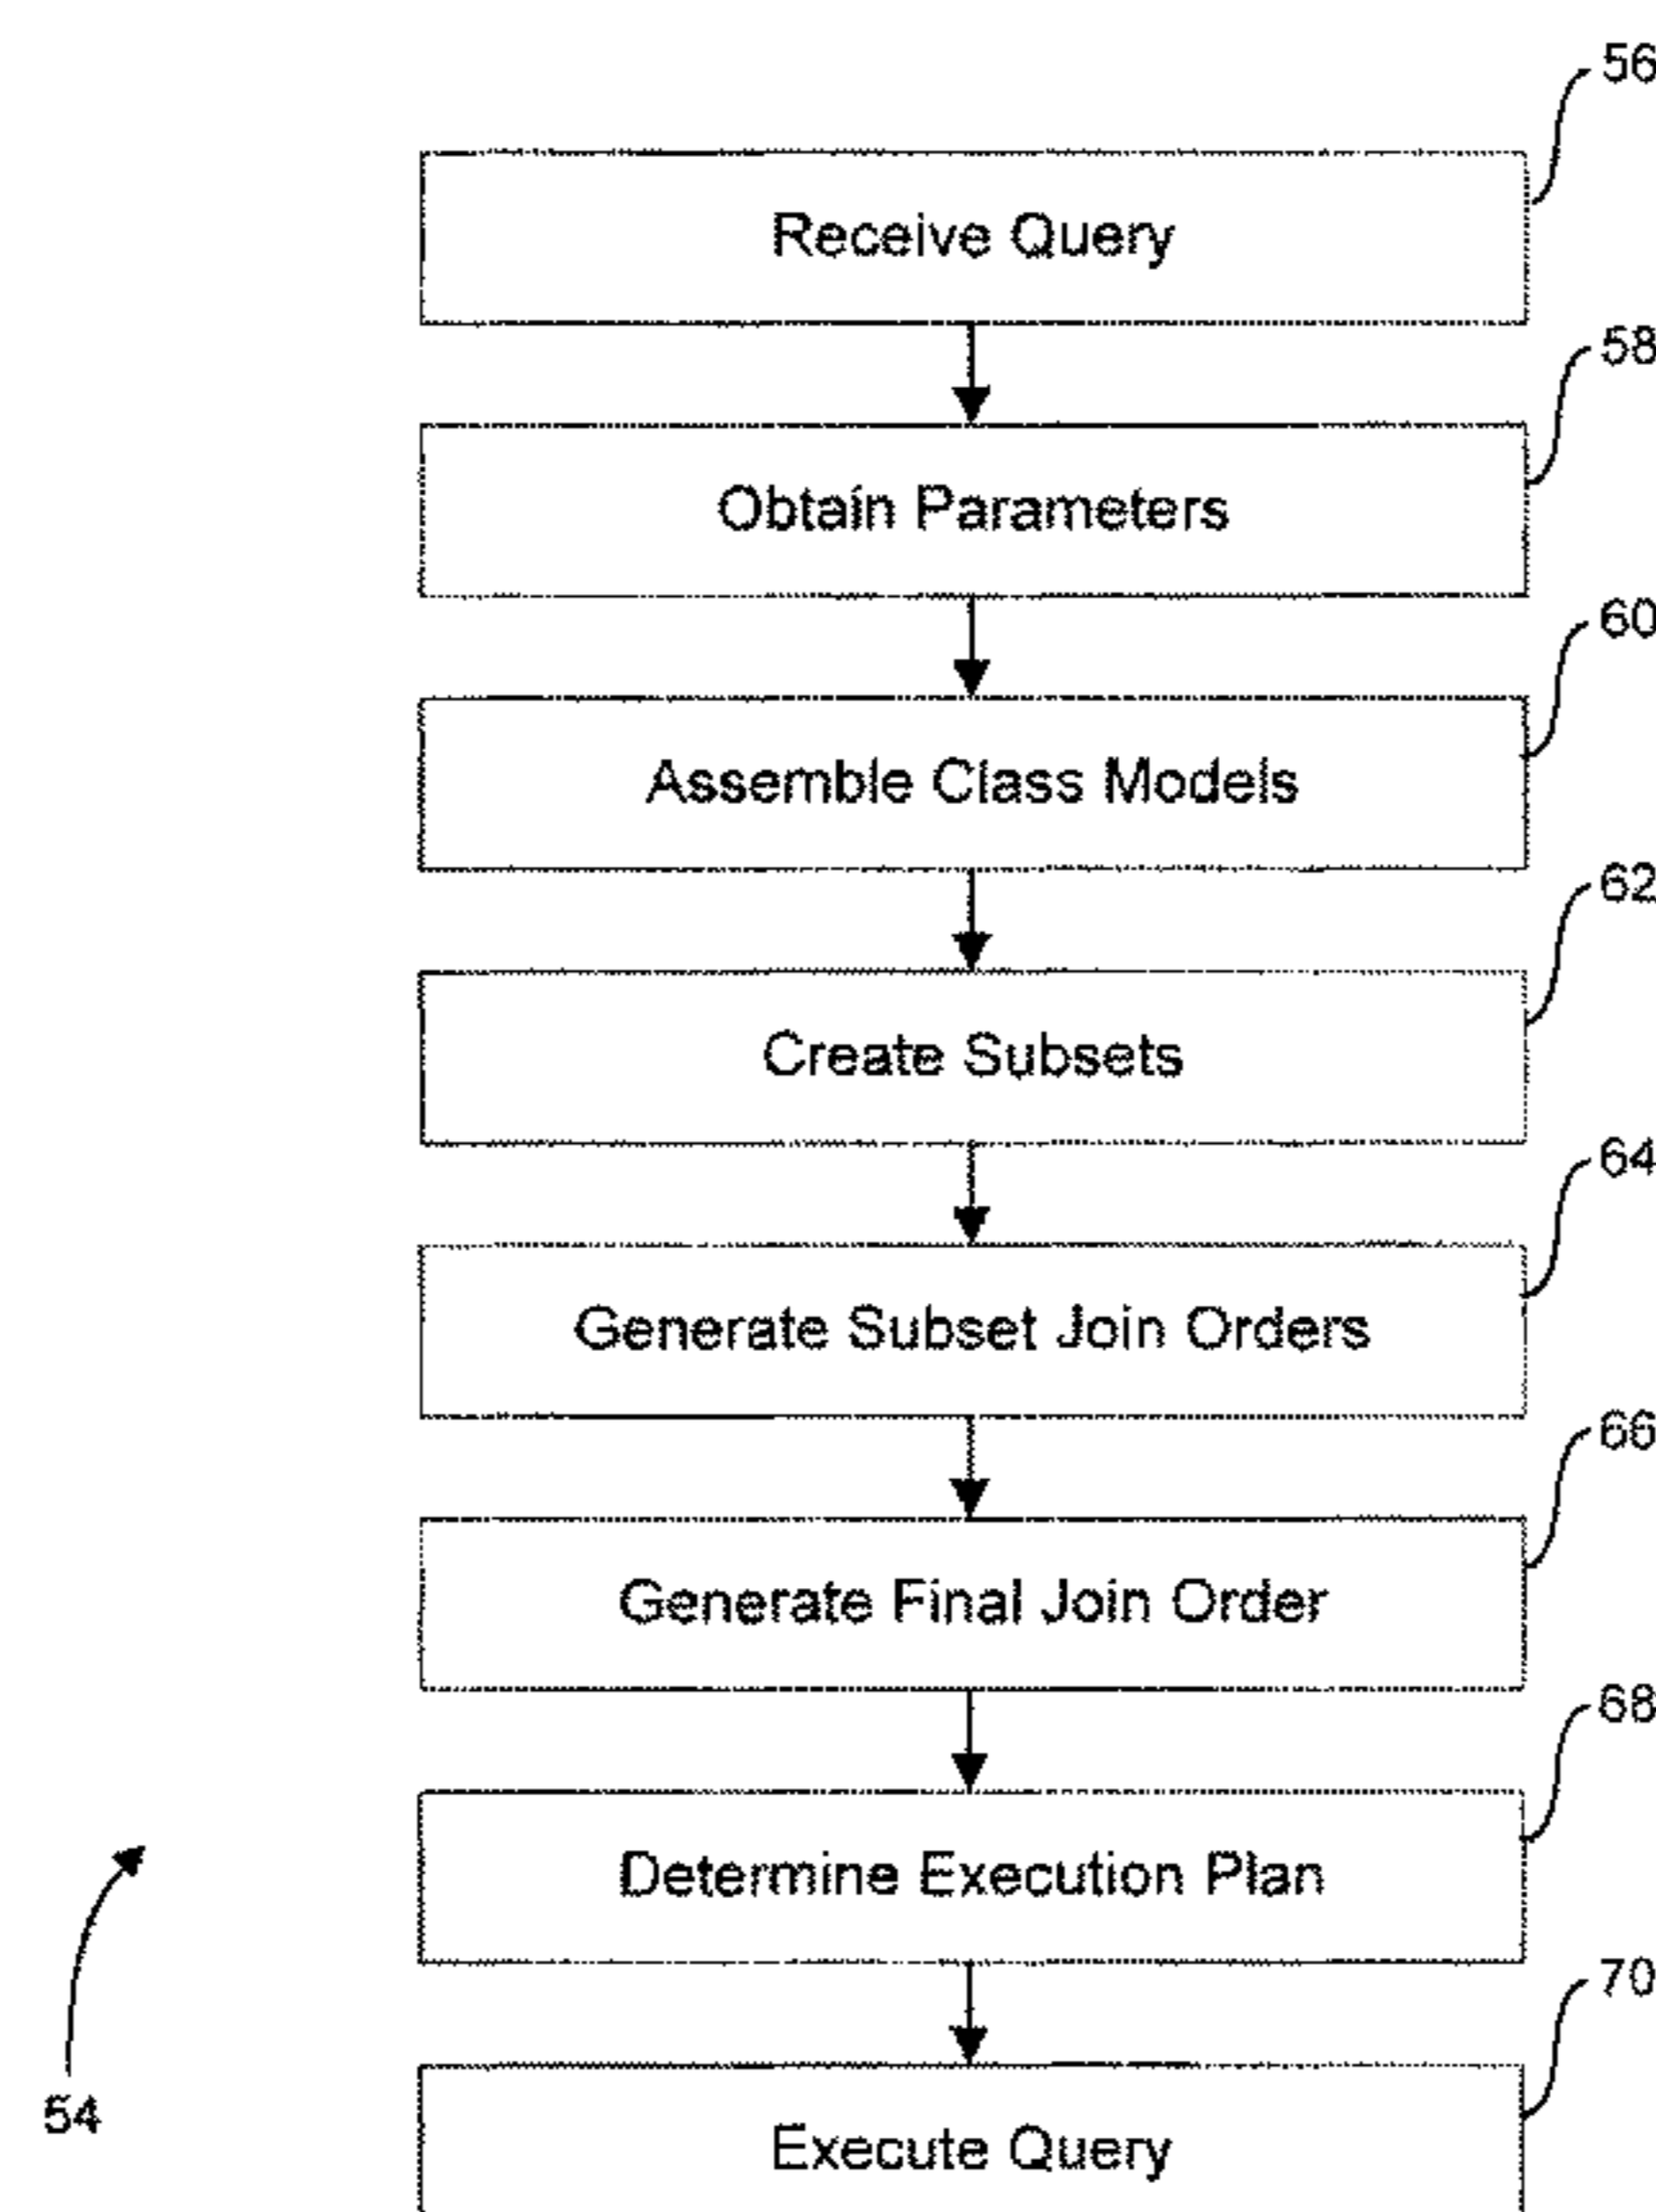 56
Receive Query
58
Obtain Parameters
60
Assemble Class Models
62
Create Subsets
64
Generate Subset Join Orders
66
Generate Final Join Order
68
Determine Execution Plan
70
54
Execute Query